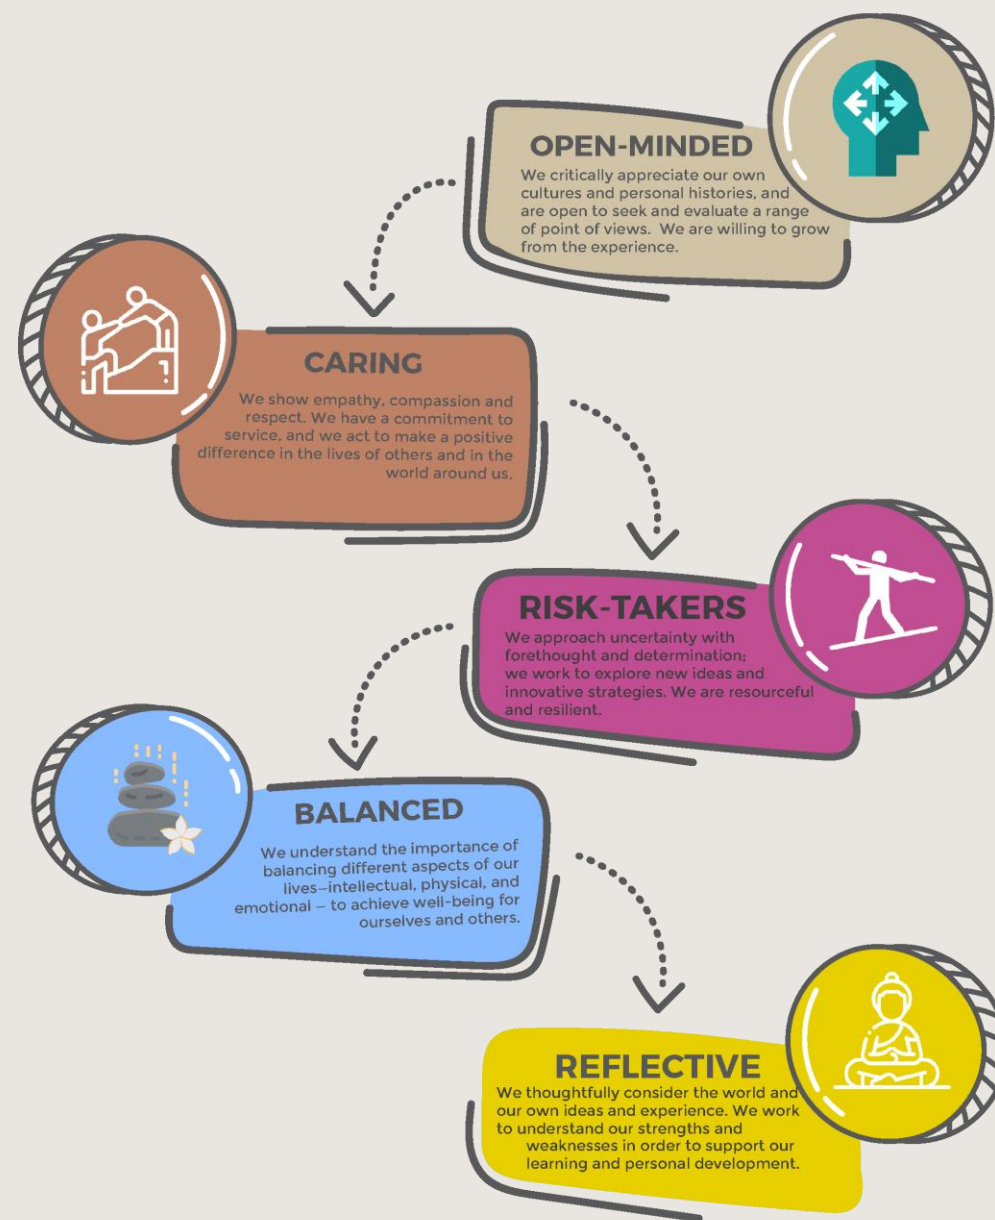 OPEN-MINDED
We critically appreciate our own
cultures and personal histories, and
are open to seek and evaluate a range
of point of views. We are willing to grow
from the experience.
CARING
We show empathy, compassion and
respect. We have a commitment to
service, and we act to make a positive
difference in the lives of others and in the
world around us.
RISK-TAKERS
We approach uncertainty with
forethought and determination;
we work to explore new ideas and
innovative strategies. We are resourceful
and resilient.
BALANCED
We understand the importance of
balancing different aspects of our
lives—intellectual, physical, and
emotional – to achieve well-being for
ourselves and others.
REFLECTIVE
We thoughtfully consider the world and
our own ideas and experience. We work
to understand our strengths and
weaknesses in order to support our
learning and personal development.